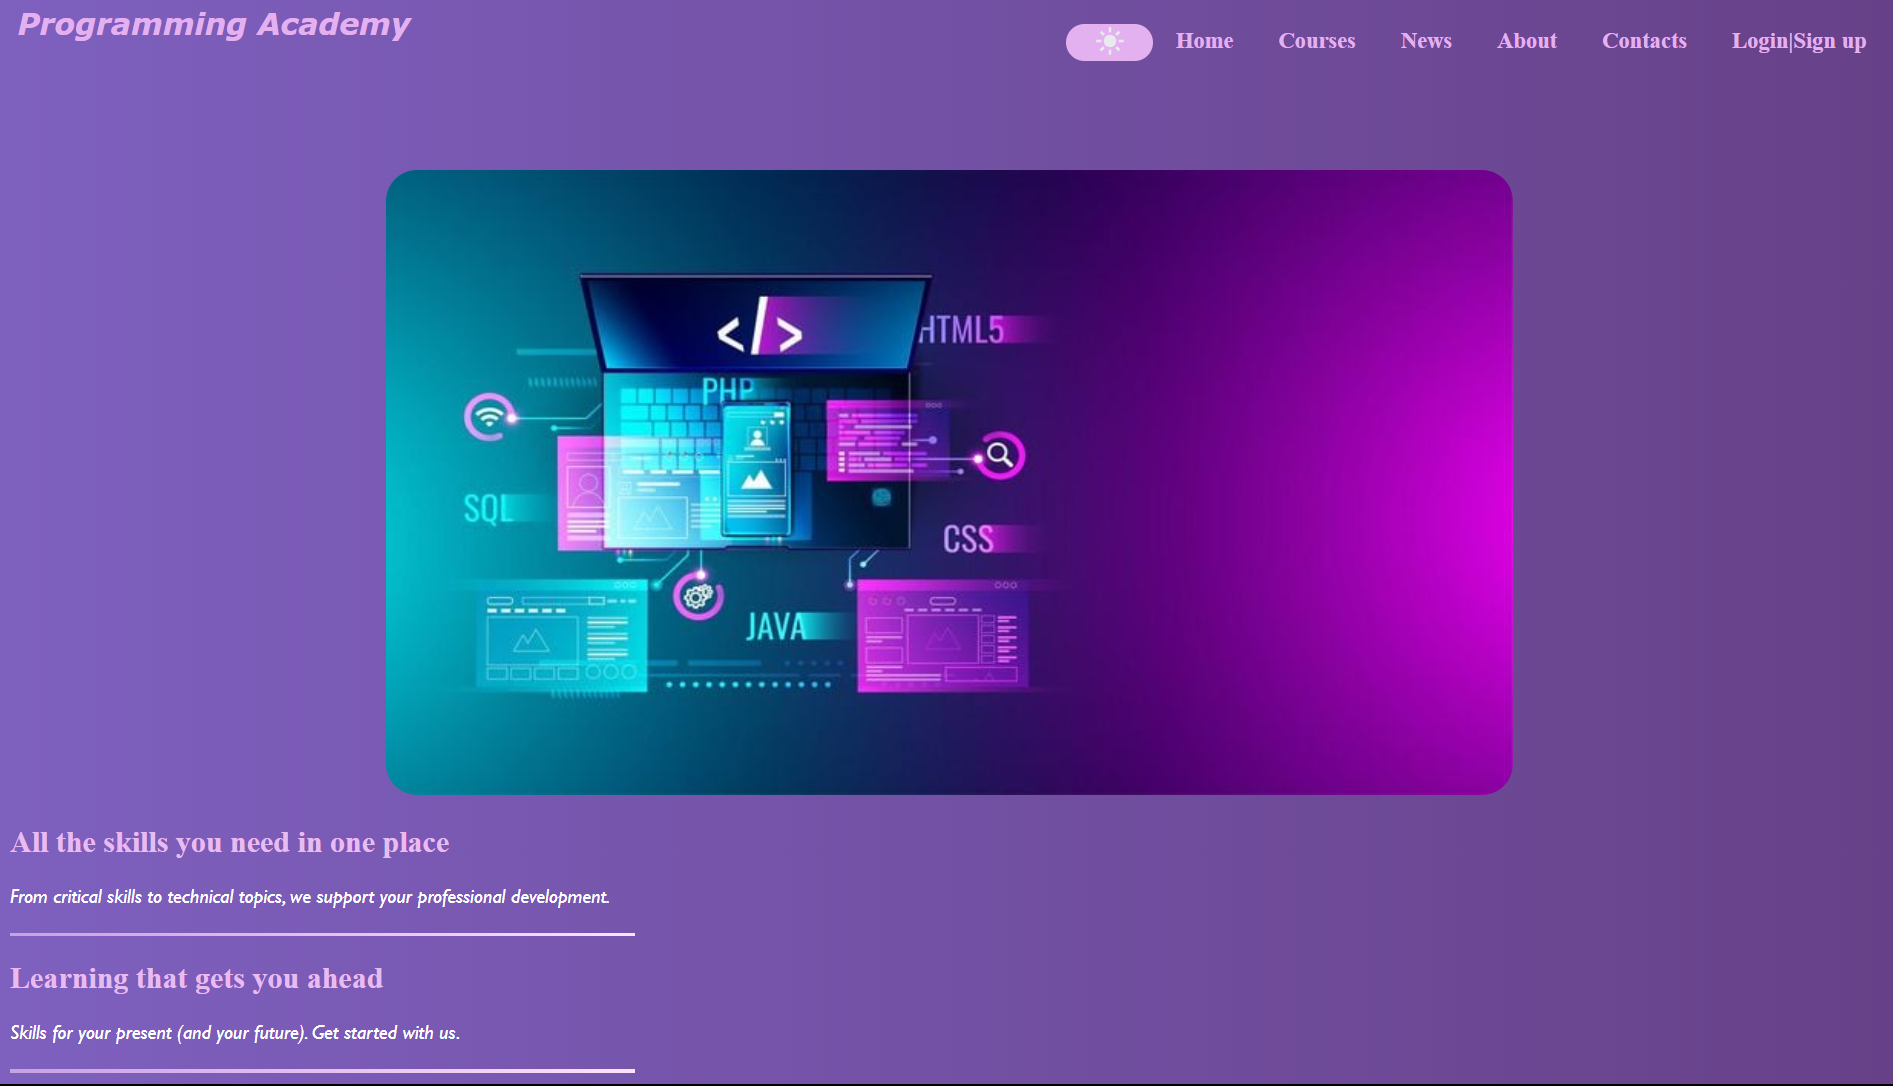 Programming Academy
Home Courses News About Contacts Login|Sign up
</>
HTML5
PHP
SQL
CSS
JAVA
All the skills you need in one place
From critical skills to technical topics, we support your professional development.
Learning that gets you ahead
Skills for your present (and your future). Get started with us.